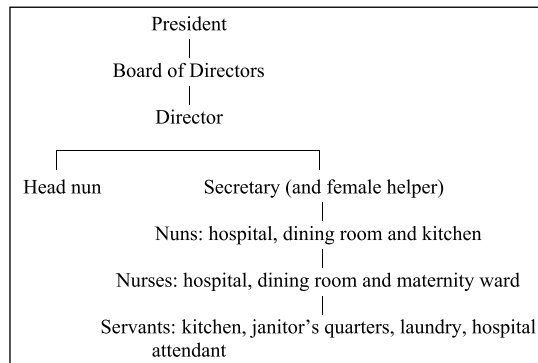 President
Board of Directors
Director
Head nun
Secretary (and female helper)
Nuns: hospital, dining room and kitchen
Nurses: hospital, dining room and maternity ward
Servants: kitchen, janitor's quarters, laundry, hospital
attendant